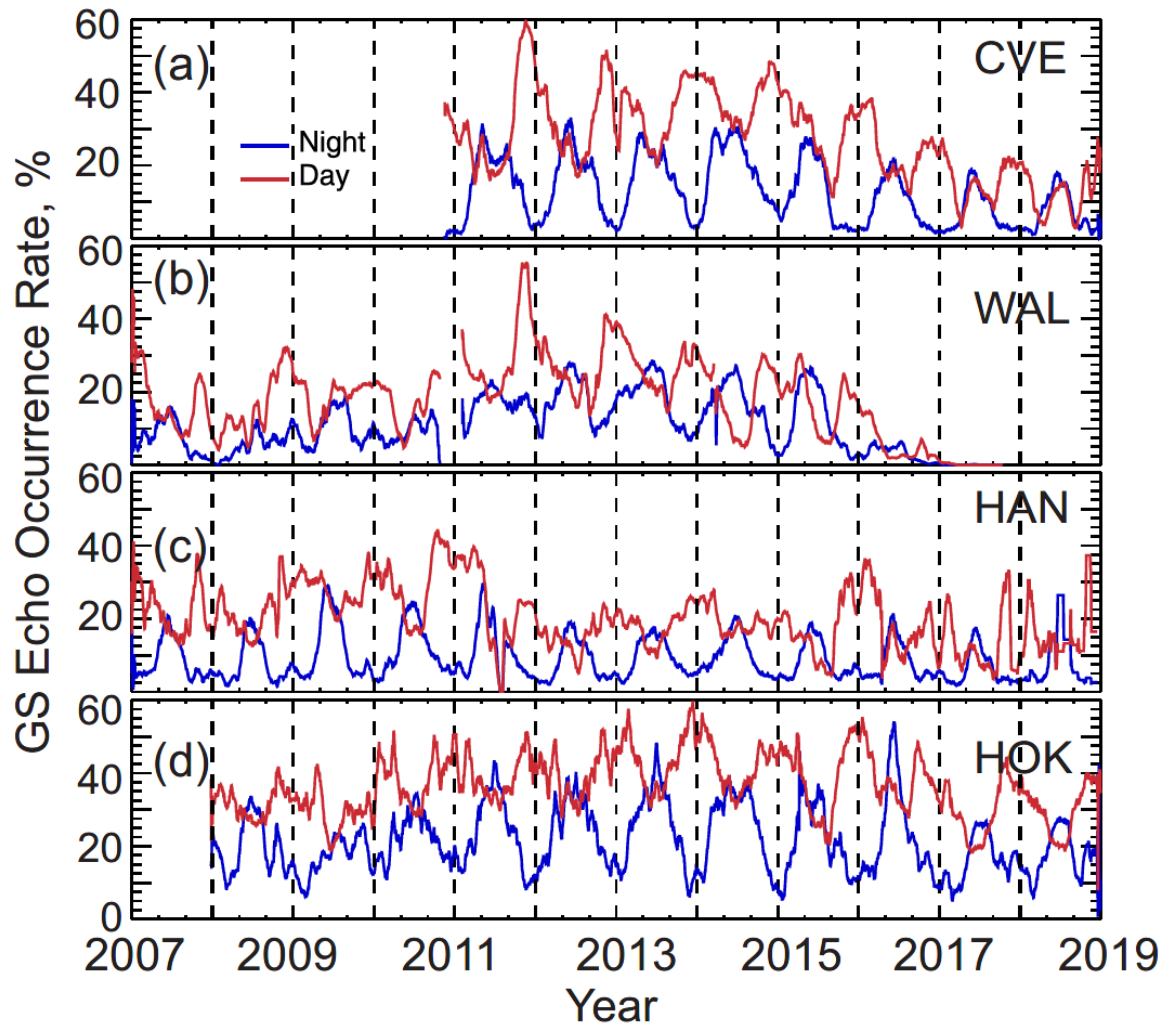 GS Echo Occurrence Rate, %
60
40
20
(a)
CVE
Night
Day
60
40
20
(b)
WAL
60
40
20
(c)
HAN
60
40
20
0
(d)
HOK
2007 2009 2011 2013 2015 2017 2019
Year